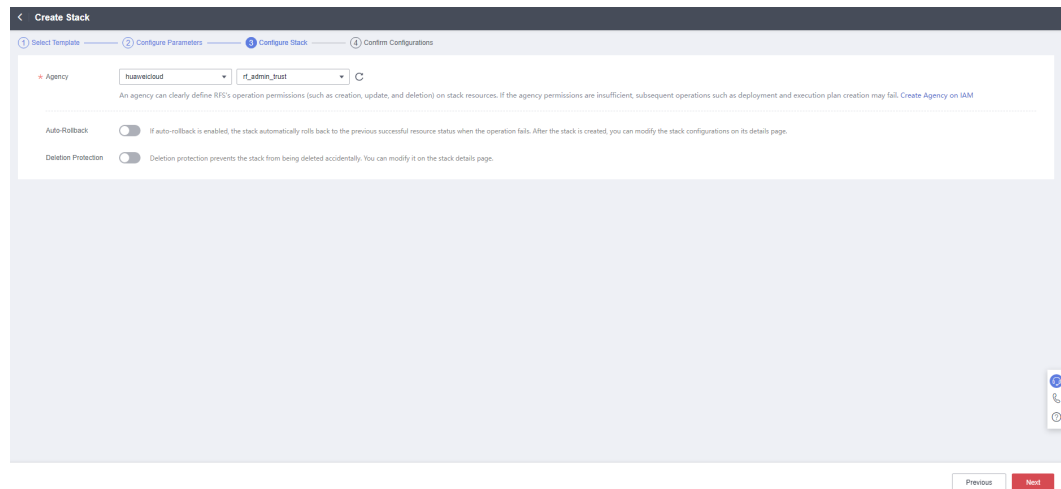 Create Stack
1 Select Template 2 Configure Parameters 3 Configure Stack 4 Confirm Configurations
* Agency huaweicloud rf_admin_trust
An agency can clearly define RFS's operation permissions (such as creation, update, and deletion) on stack resources. If the agency permissions are insufficient, subsequent operations such as deployment and execution plan creation may fail. Create Agency on IAM
Auto-Rollback If auto-rollback is enabled, the stack automatically rolls back to the previous successful resource status when the operation fails. After the stack is created, you can modify the stack configurations on its details page.
Deletion Protection Deletion protection prevents the stack from being deleted accidentally. You can modify it on the stack details page.
Previous Next